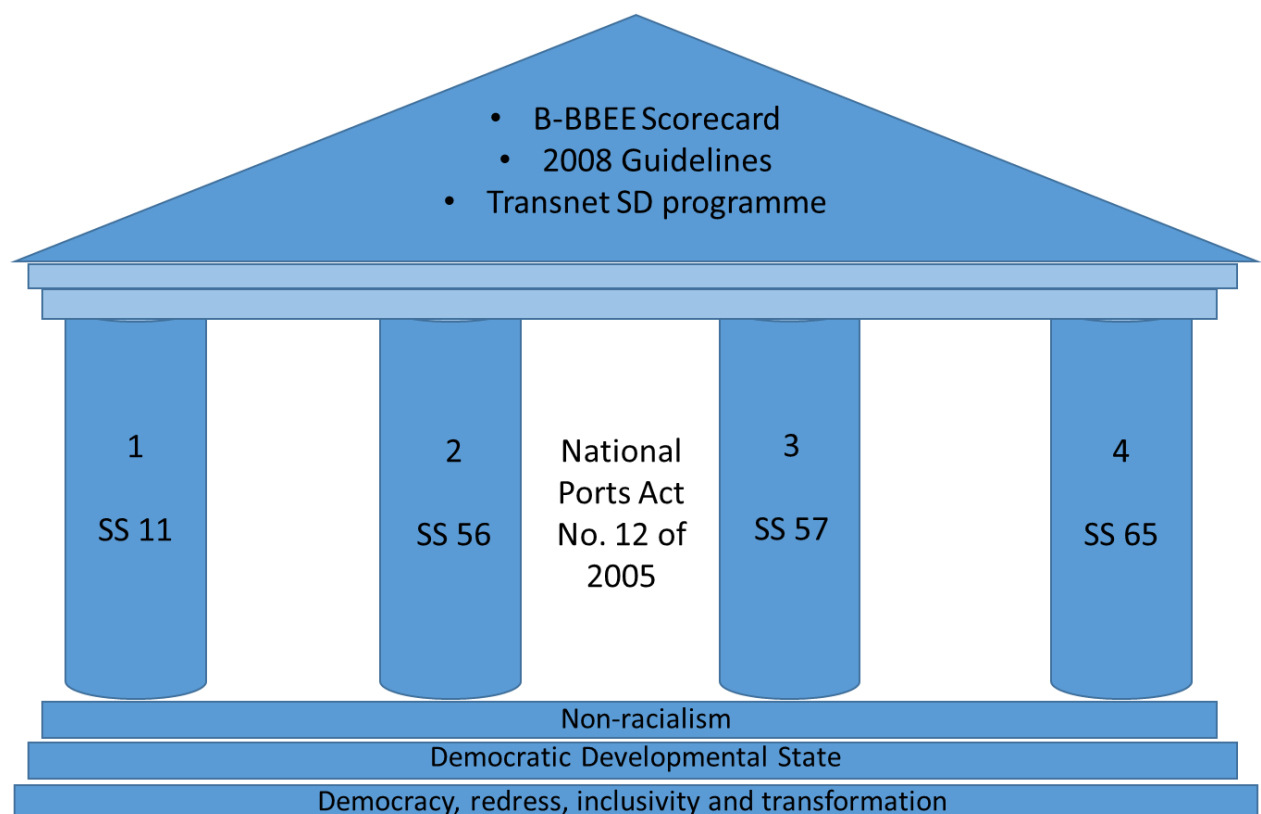 • B-BBEE Scorecard
• 2008 Guidelines
• Transnet SD programme
1
SS 11
2
SS 56
National
Ports Act
No. 12 of
2005
3
SS 57
4
SS 65
Non-racialism
Democratic Developmental State
Democracy, redress, inclusivity and transformation